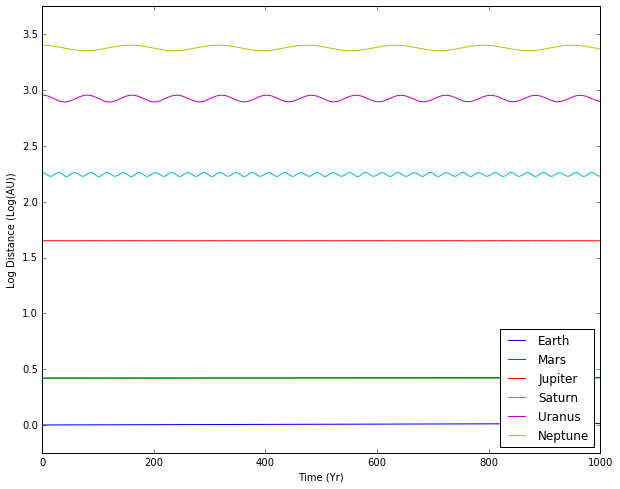 3.5
3.0
2.5
2.0
1.5
1.0
0.5
0.0
Log Distance (Log(AU))
0
200
400
600
800
1000
Time (Yr)
Earth
Mars
Jupiter
Saturn
Uranus
Neptune